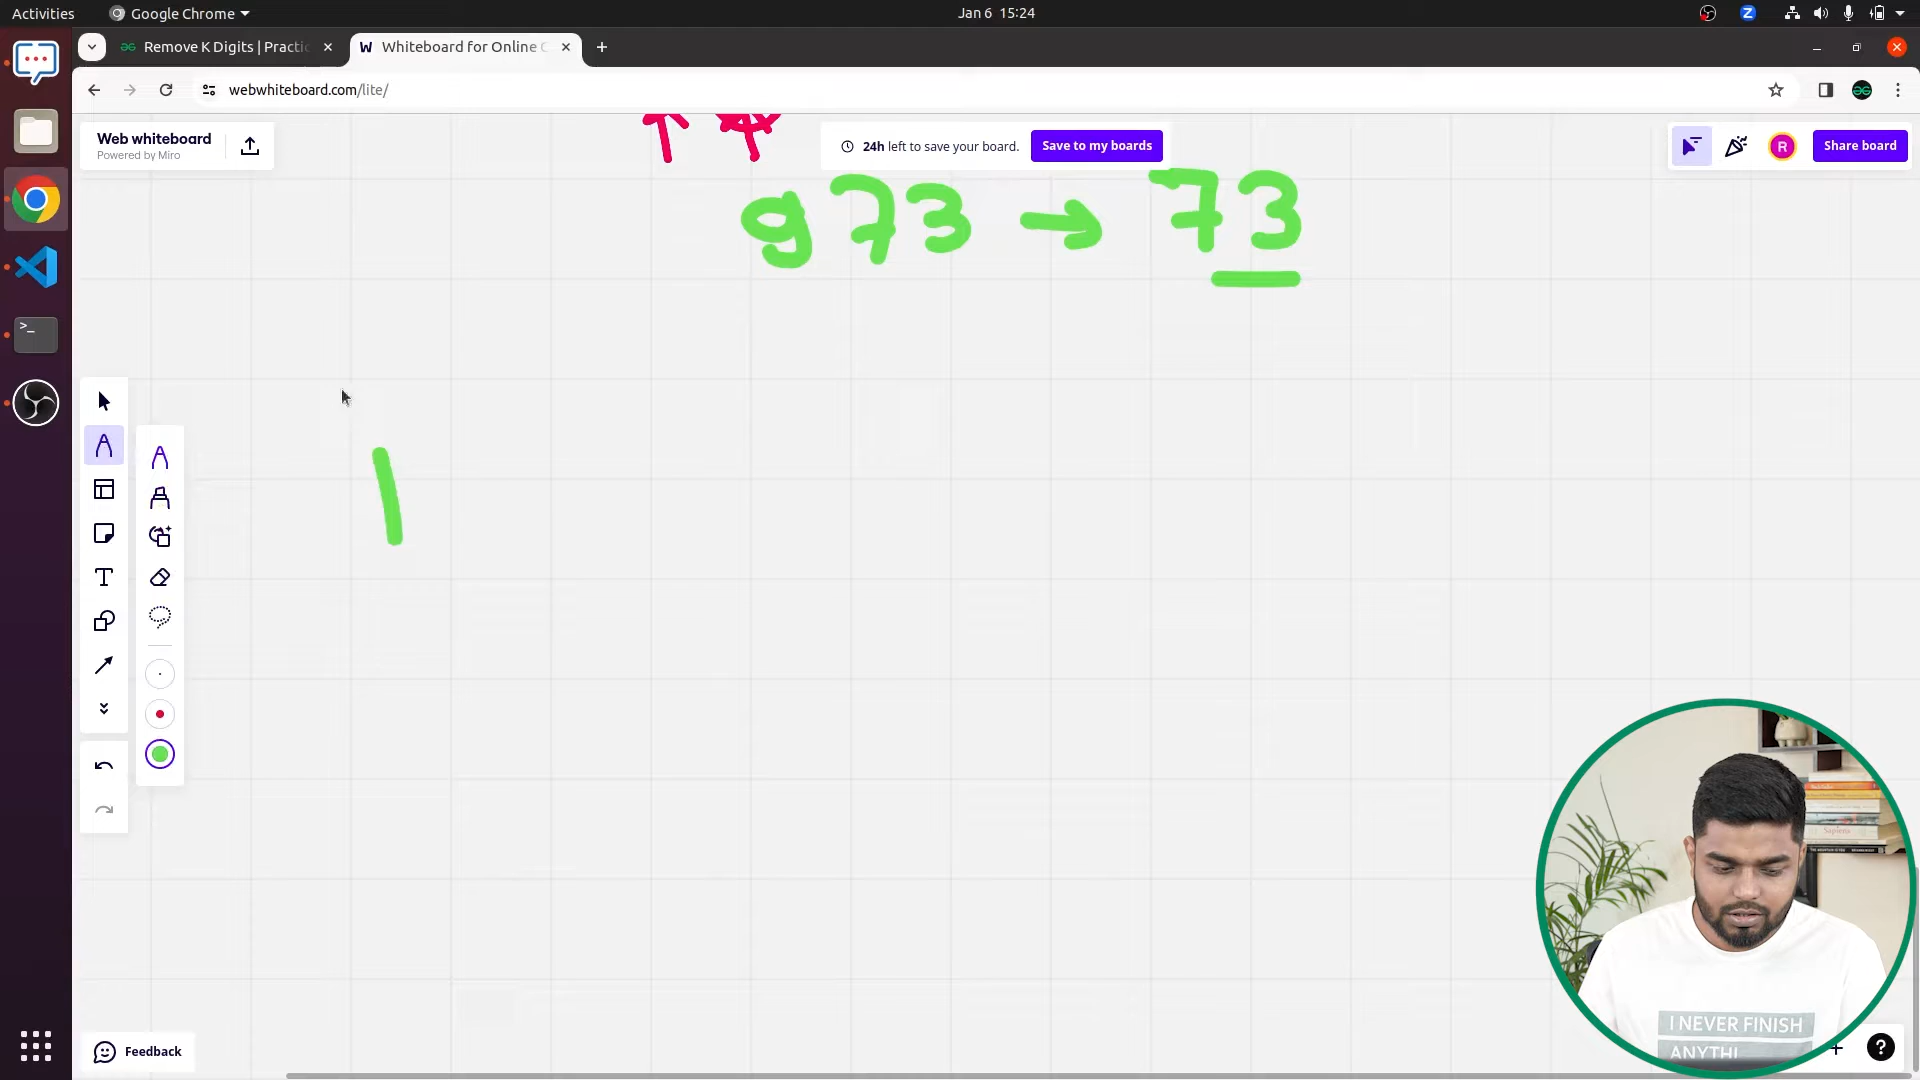 Activities
Google Chrome
Jan 6 15:24
Z
Remove K Digits | Practi
W Whiteboard for Online C
webwhiteboard.com/lite/
Web whiteboard
Powered by Miro
24h left to save your board.
Save to my boards
R
Share board
973 → 73
1
T
Feedback
Sapiens
I NEVER FINISH
ANYTHI
?